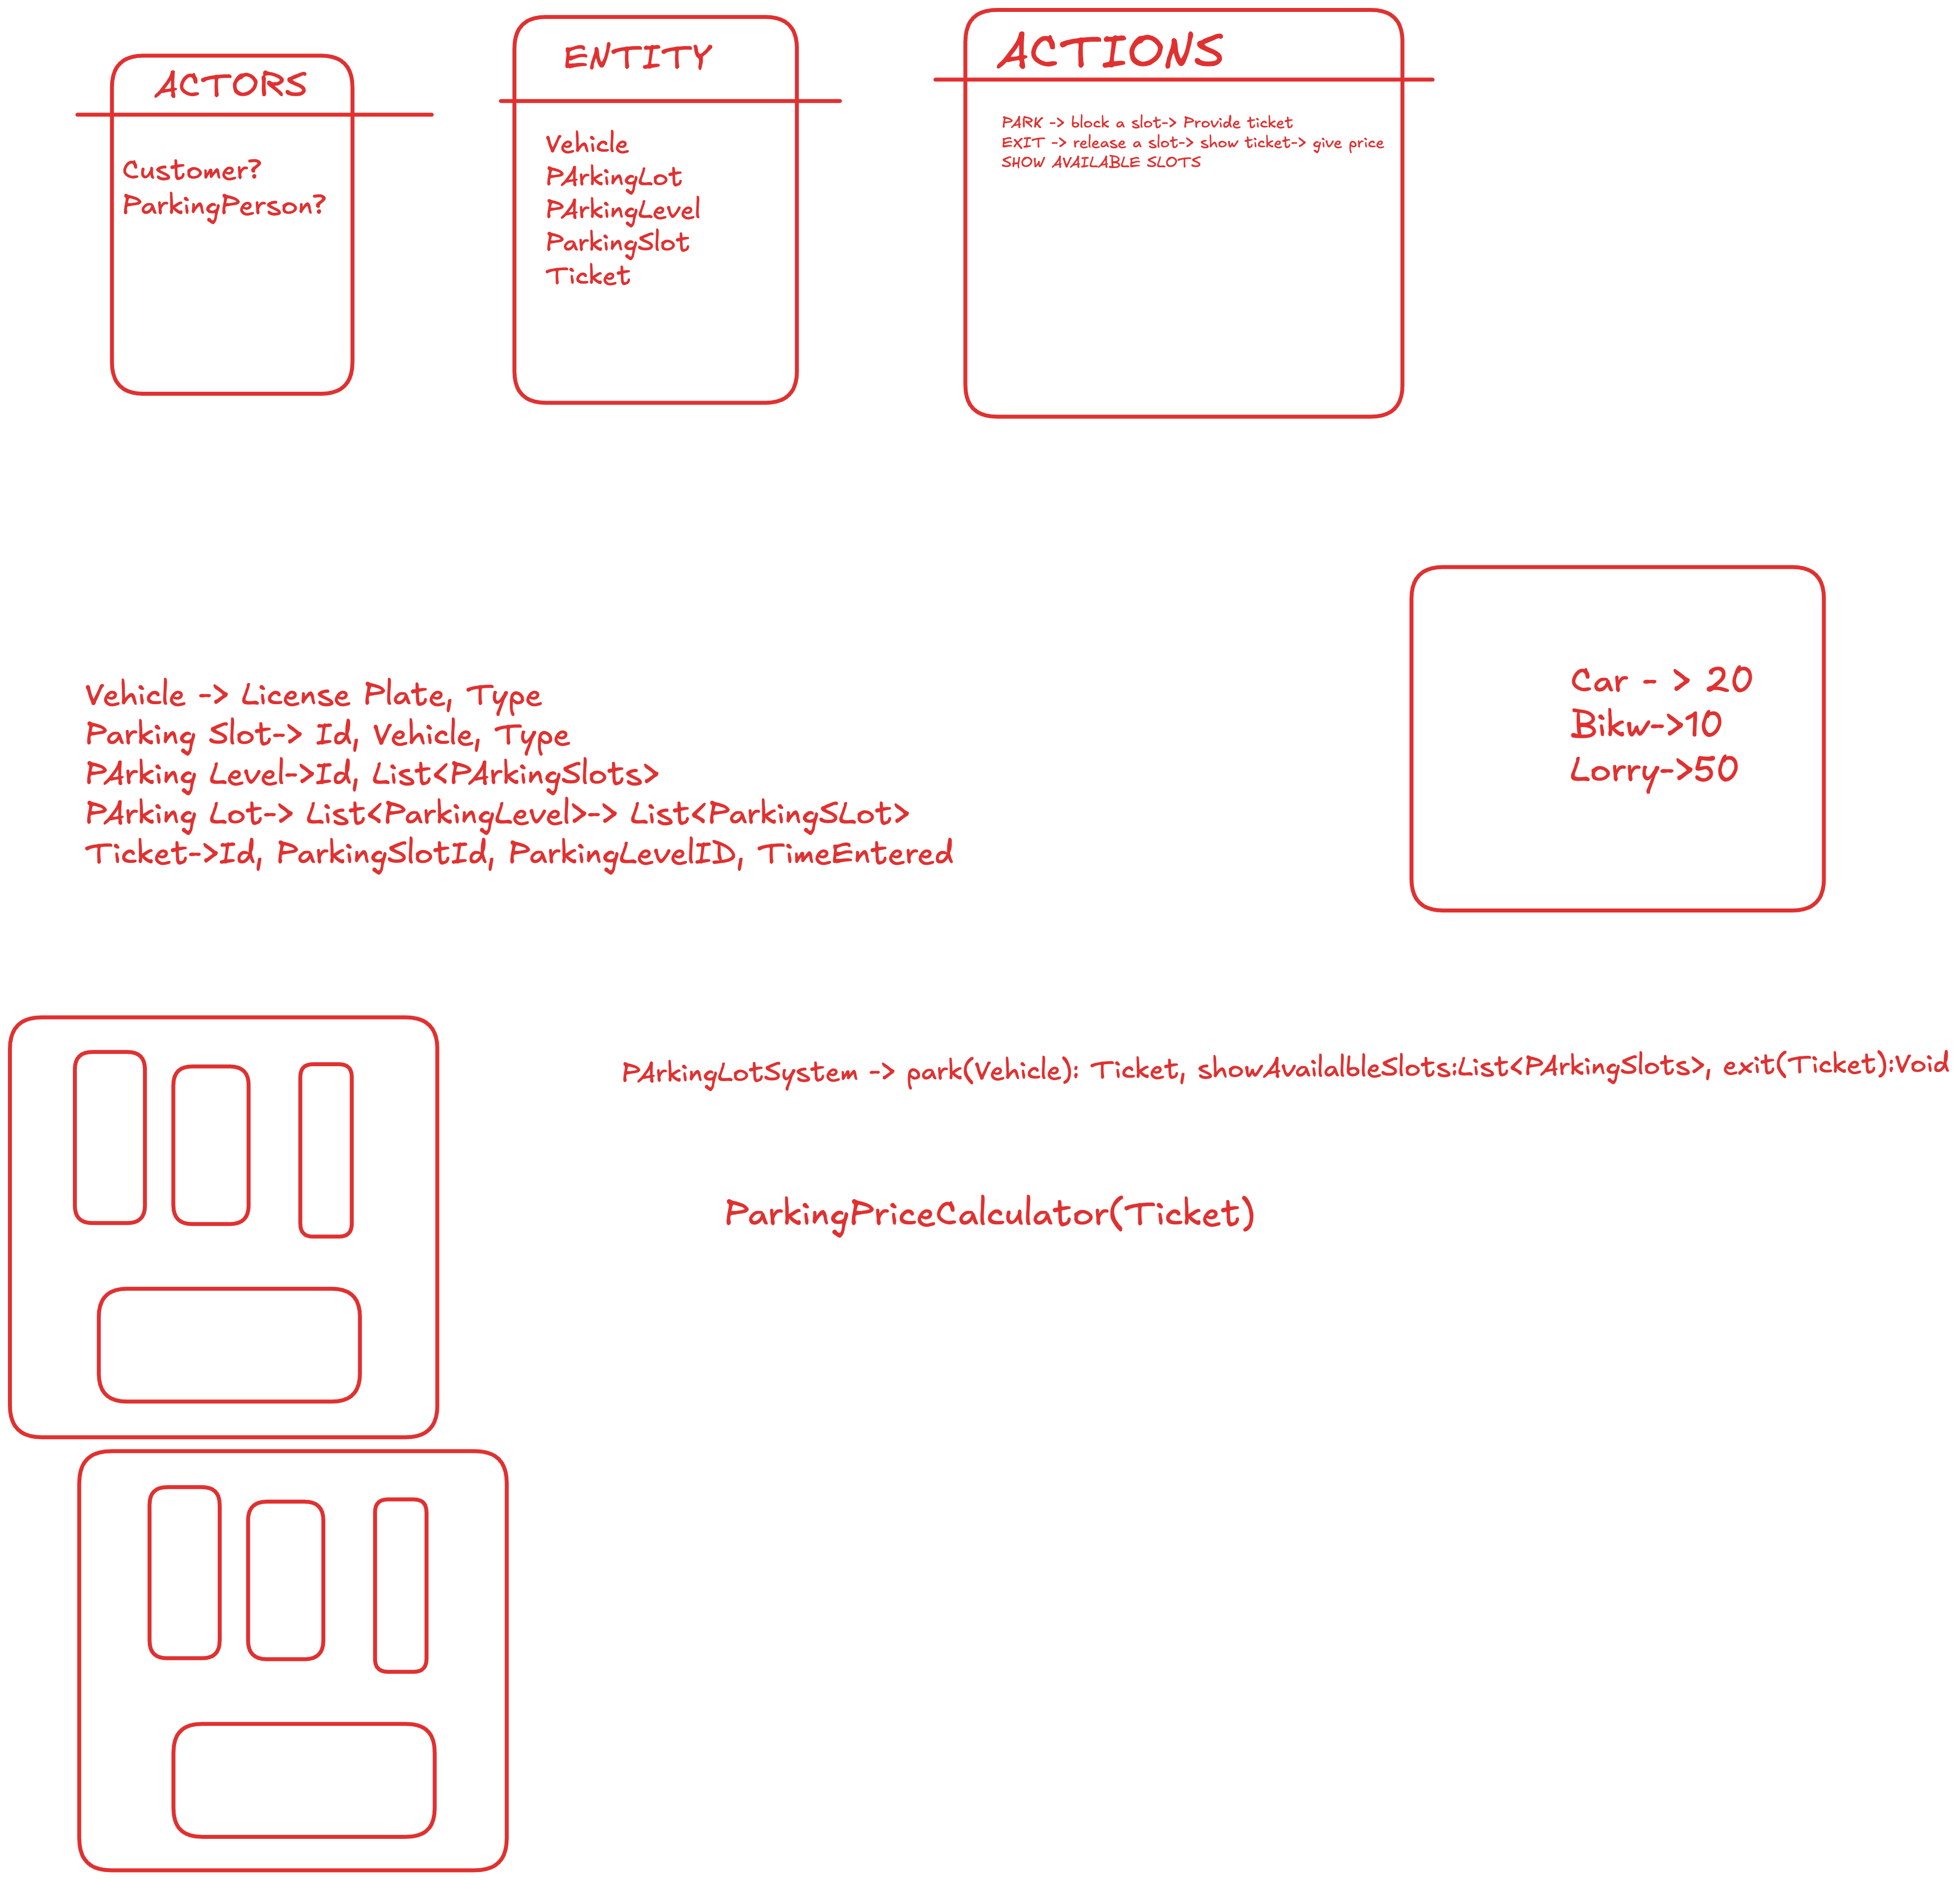 ACTORS
Customer?
ParkingPerson?
ENTITY
Vehicle
PArkingLot
PArkingLevel
ParkingSlot
Ticket
ACTIONS
PARK -> block a slot-> Provide ticket
EXIT -> release a slot-> show ticket-> give price
SHOW AVAILABLE SLOTS
Car - > 20
Bikw->10
Lorry->50
Vehicle -> License Plate, Type
Parking Slot-> Id, Vehicle, Type
PArking Level->Id, List<PArkingSlots>
PArking Lot-> List<ParkingLevel>-> List<ParkingSLot>
Ticket->Id, ParkingSlotId, ParkingLevelID, TimeEntered
PArkingLotSystem -> park(Vehicle): Ticket, showAvailalbleSlots:List<PArkingSlots>, exit(Ticket):Void
ParkingPriceCalculator(Ticket)